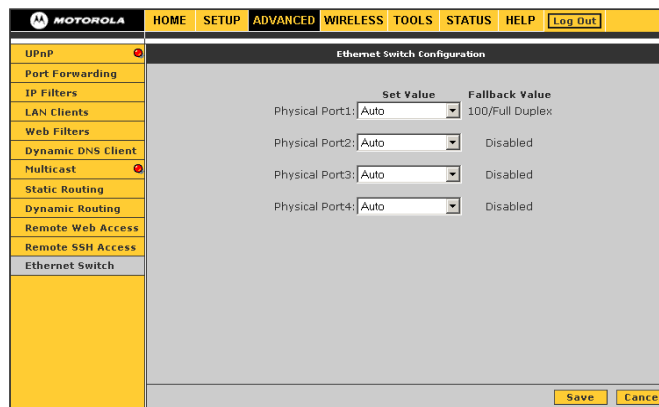 MOTOROLA HOME SETUP ADVANCED WIRELESS TOOLS STATUS HELP Log Out
Ethernet Switch Configuration
UPnP
Port Forwarding
IP Filters
LAN Clients
Web Filters
Dynamic DNS Client
Multicast
Static Routing
Dynamic Routing
Remote Web Access
Remote SSH Access
Ethernet Switch
Set Value Fallback Value
Physical Port1: Auto 100/Full Duplex
Physical Port2: Auto Disabled
Physical Port3: Auto Disabled
Physical Port4: Auto Disabled
Save Cance